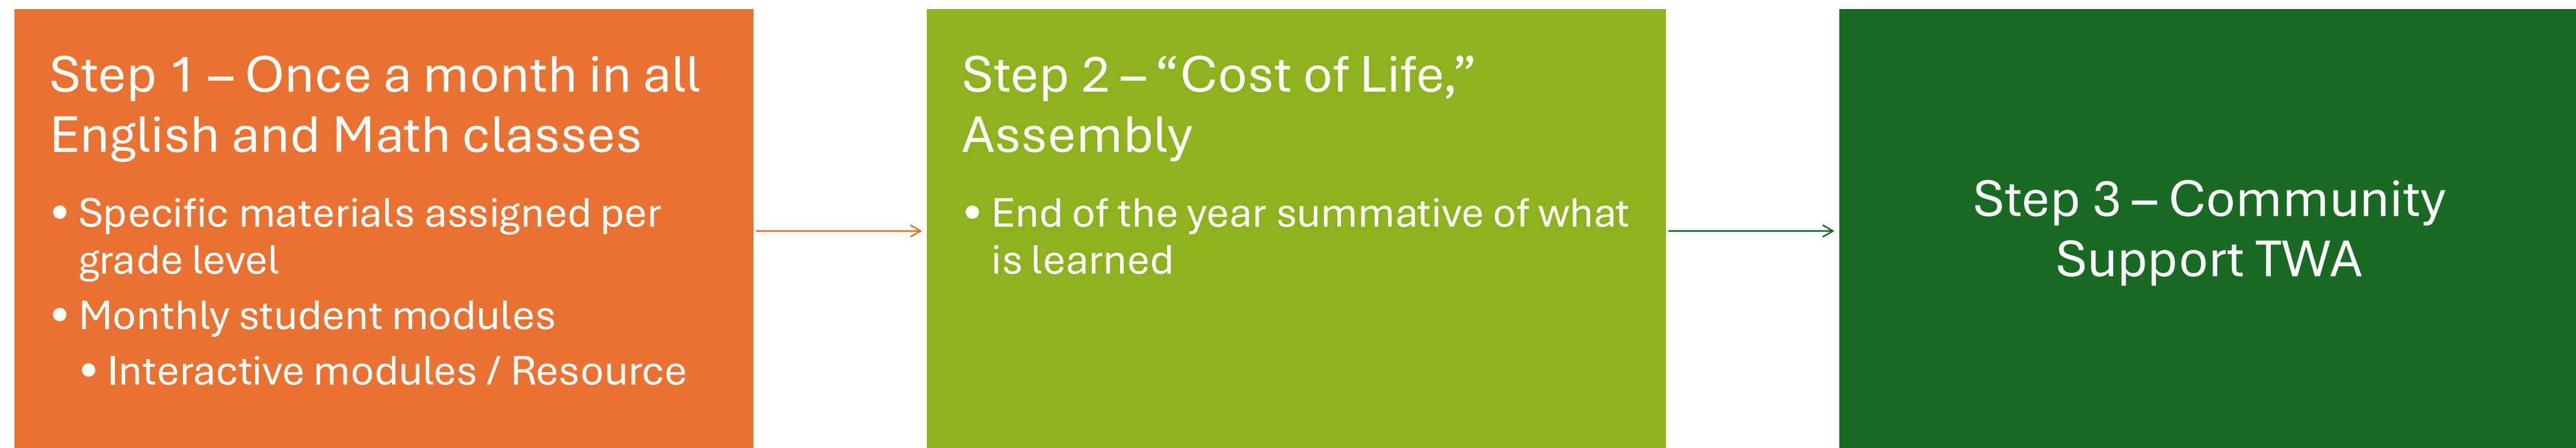 Step 1 – Once a month in all
English and Math classes
• Specific materials assigned per
grade level
• Monthly student modules
• Interactive modules / Resource
Step 2 – “Cost of Life,”
Assembly
• End of the year summative of what
is learned
Step 3 – Community
Support TWA